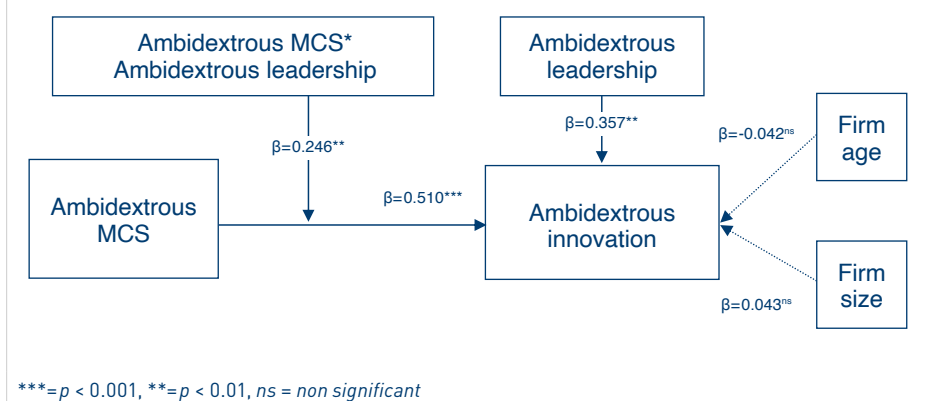 Ambidextrous MCS*
Ambidextrous leadership
Ambidextrous
leadership
β=0.246**
β=0.357**
β=-0.042ns
Firm
age
Ambidextrous
MCS
β=0.510***
Ambidextrous
innovation
Firm
size
β=0.043ns
***=p < 0.001, **=p < 0.01, ns = non significant